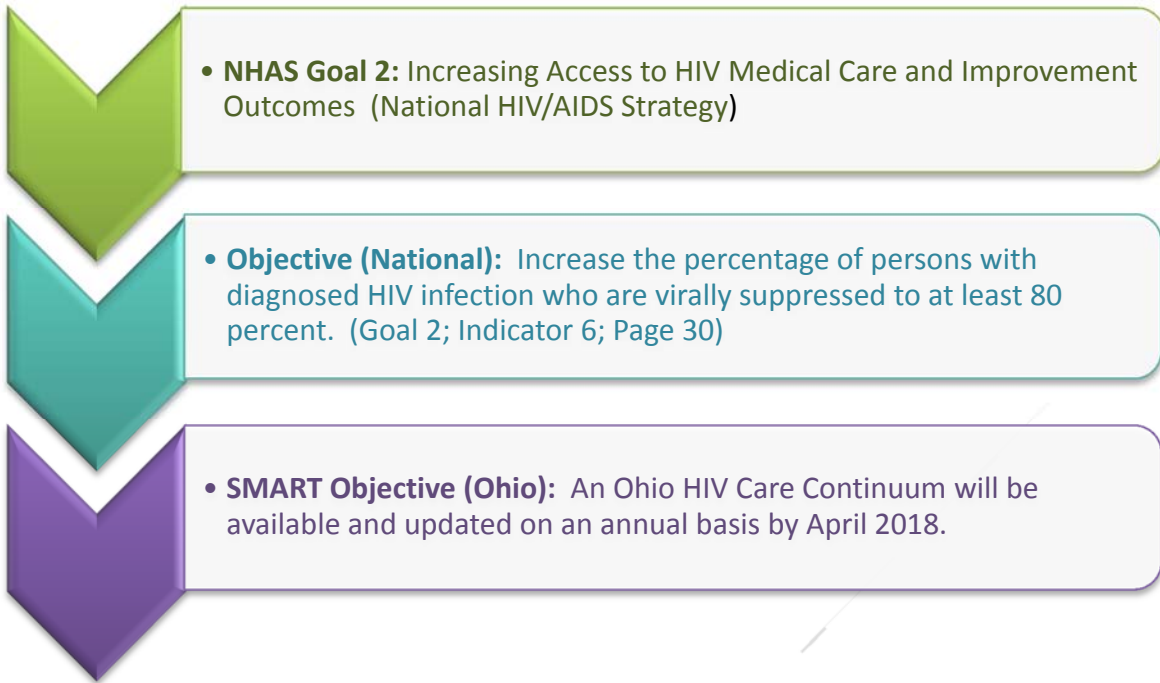 • NHAS Goal 2: Increasing Access to HIV Medical Care and Improvement
Outcomes (National HIV/AIDS Strategy)
• Objective (National): Increase the percentage of persons with
diagnosed HIV infection who are virally suppressed to at least 80
percent. (Goal 2; Indicator 6; Page 30)
• SMART Objective (Ohio): An Ohio HIV Care Continuum will be
available and updated on an annual basis by April 2018.